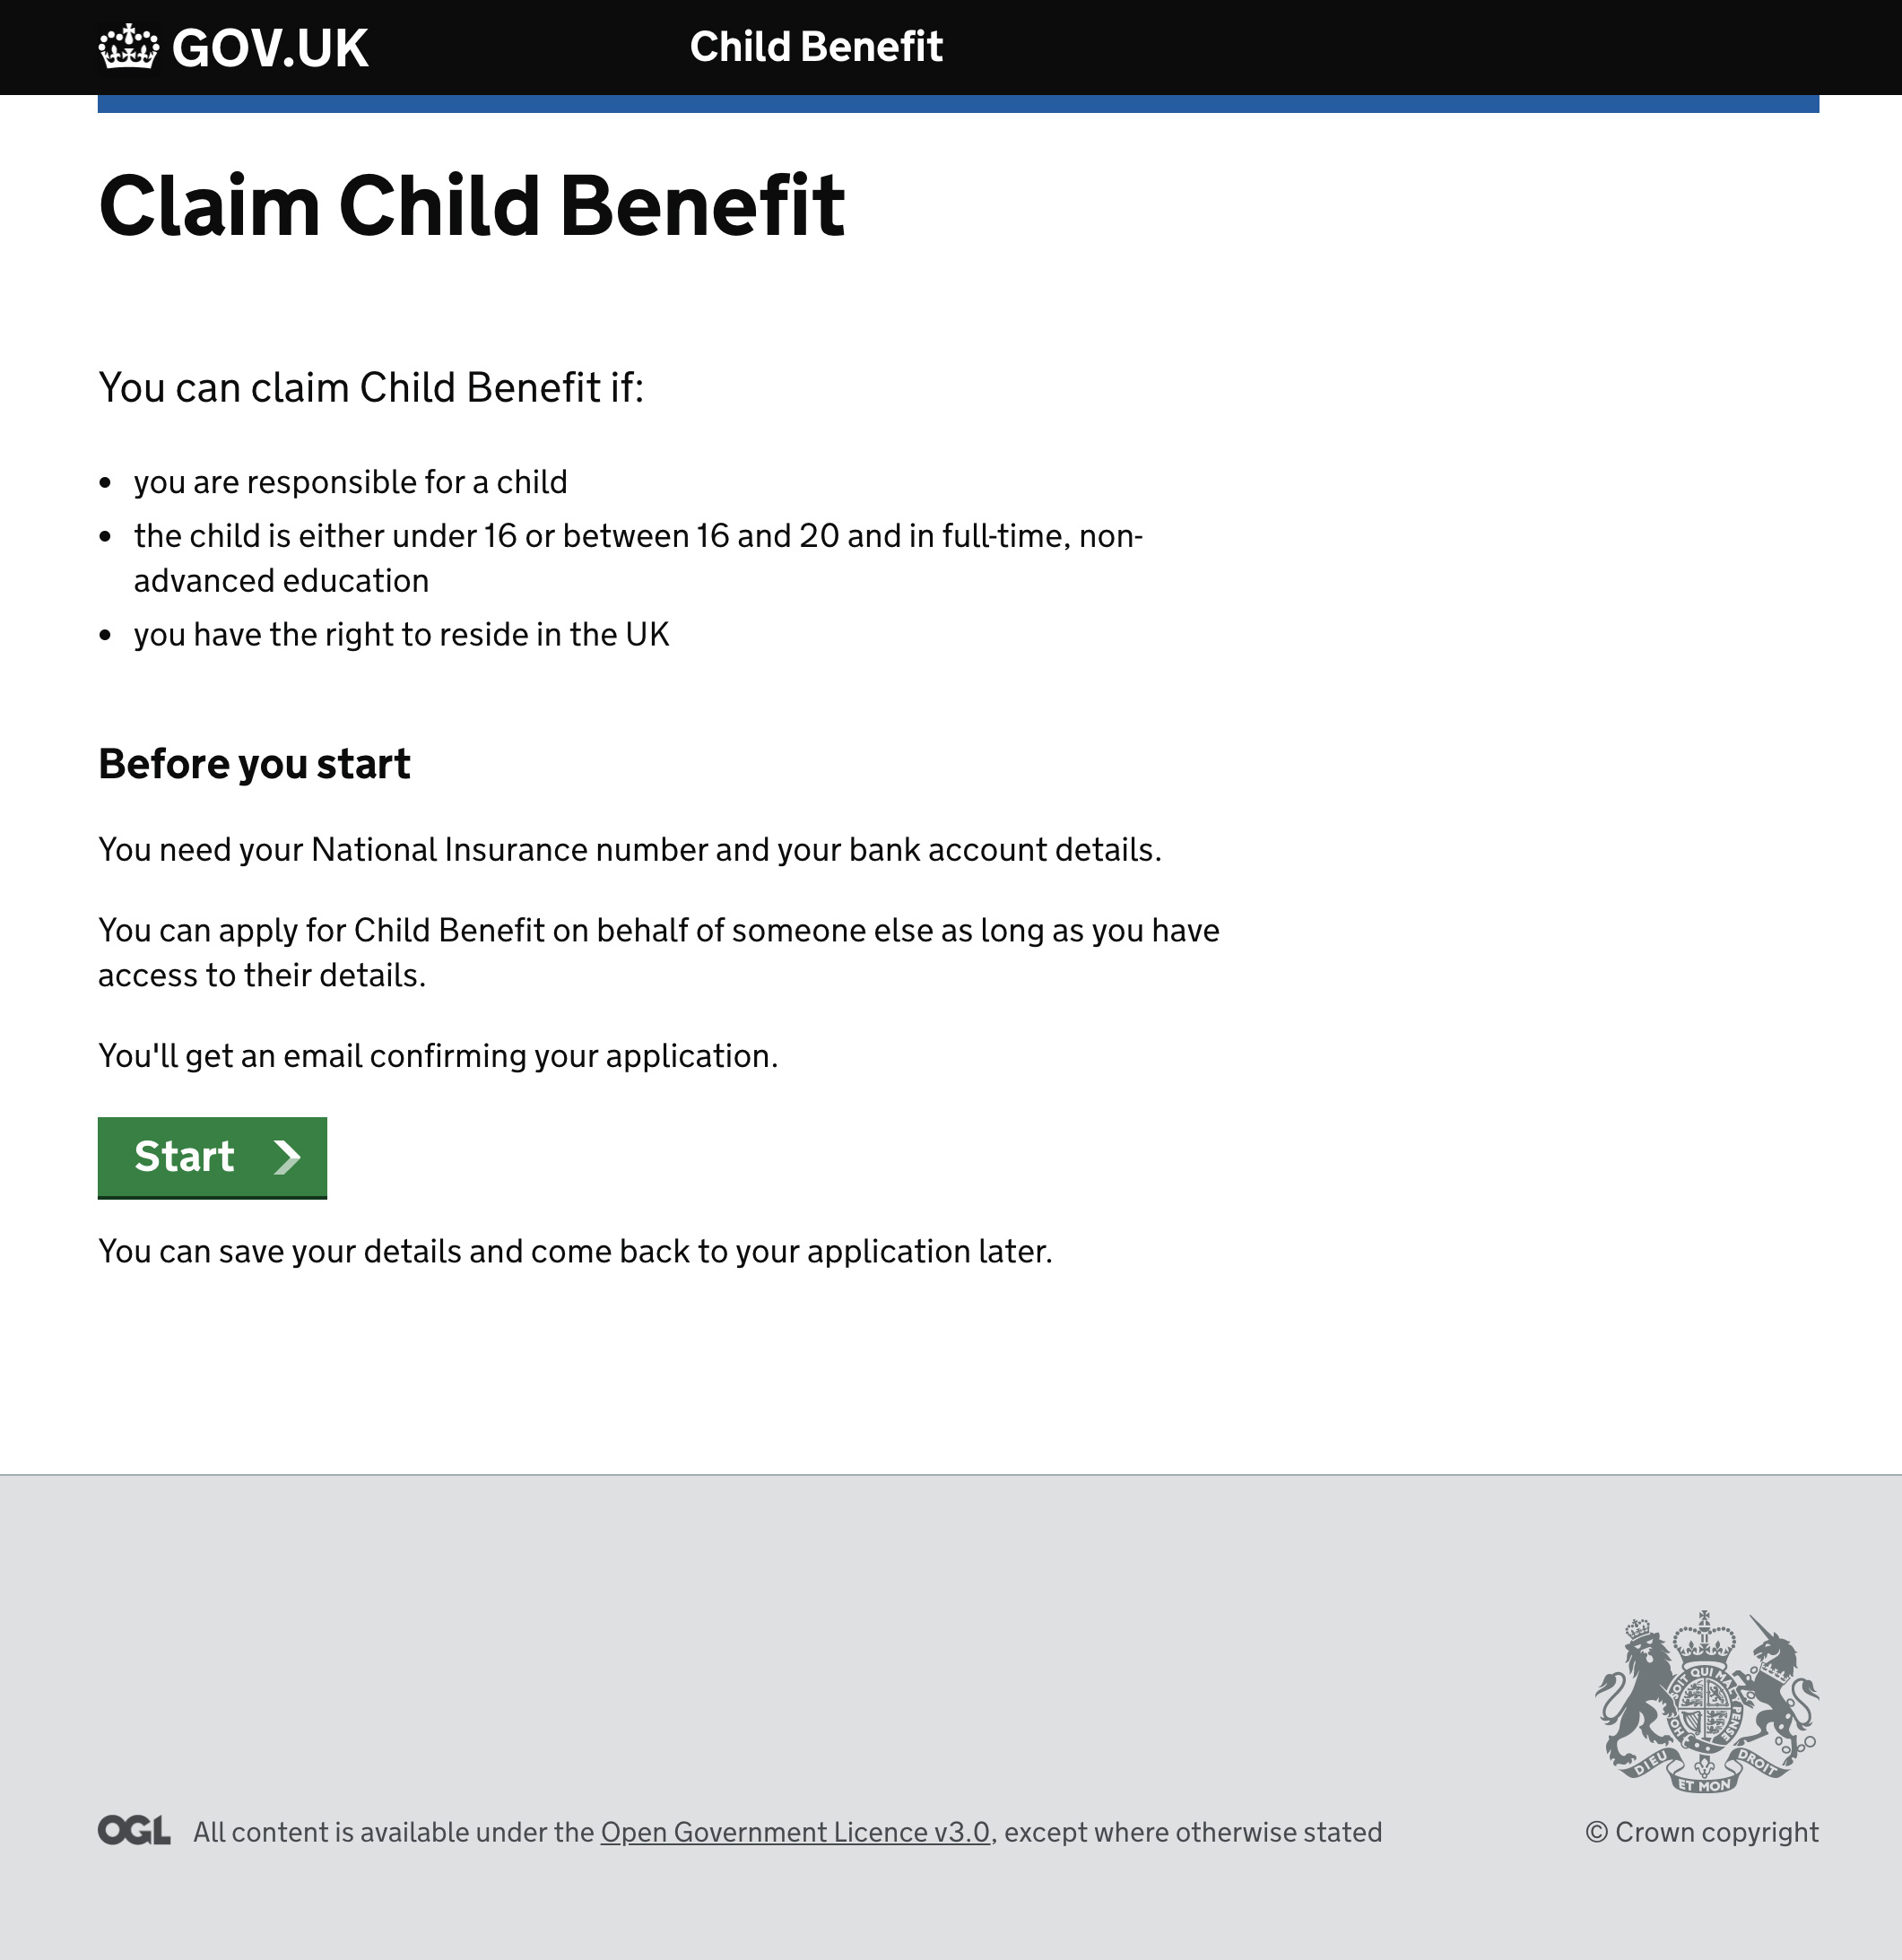 GOV.UK
Child Benefit
Claim Child Benefit
You can claim Child Benefit if:
• you are responsible for a child
• the child is either under 16 or between 16 and 20 and in full-time, non-
advanced education
• you have the right to reside in the UK
Before you start
You need your National Insurance number and your bank account details.
You can apply for Child Benefit on behalf of someone else as long as you have
access to their details.
You'll get an email confirming your application.
Start
You can save your details and come back to your application later.
SOIT QUI MAL Y PENSE
HO
DIEU ET MON DROIT
OGL All content is available under the Open Government Licence v3.0, except where otherwise stated
© Crown copyright